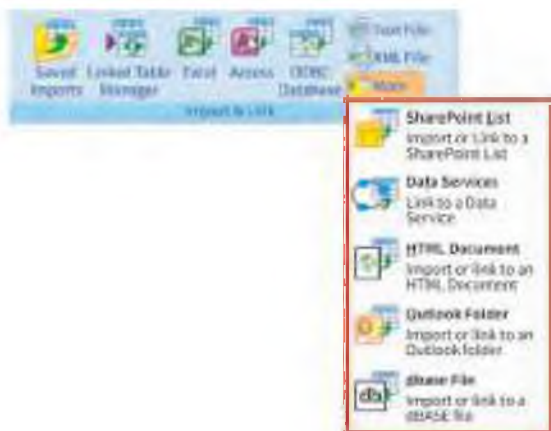 Saved Imports
Linked Table Manager
Excel
Access
ODBC Database
Text File
XML File
More
Import & Link
SharePoint List
Import or Link to a
SharePoint List
Data Services
Link to a Data
Service
HTML Document
Import or link to an
HTML Document
Outlook Folder
Import or link to an
Outlook folder
dBase File
Import or link to a
dBASE file